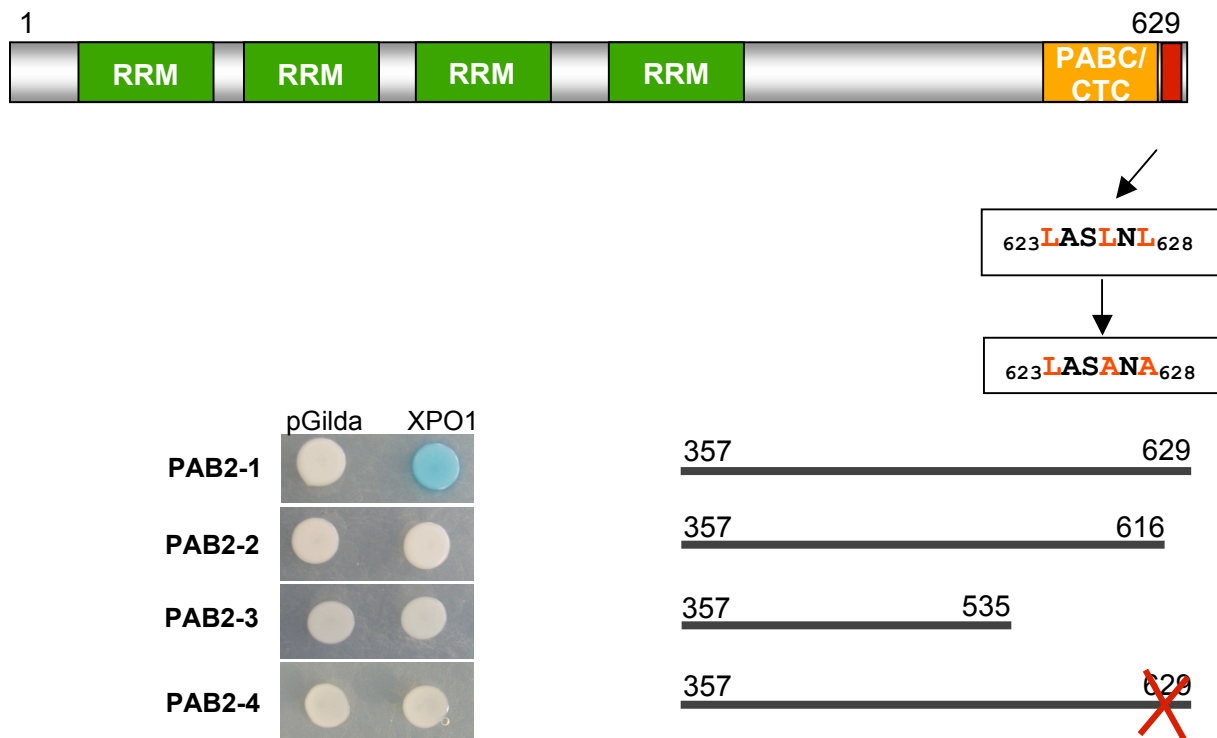 1 629
RRM RRM RRM RRM PABC/
CTC
623LASLNL628
623LASANA628
pGilda XPO1
PAB2-1 357 629
PAB2-2 357 616
PAB2-3 357 535
PAB2-4 357 629